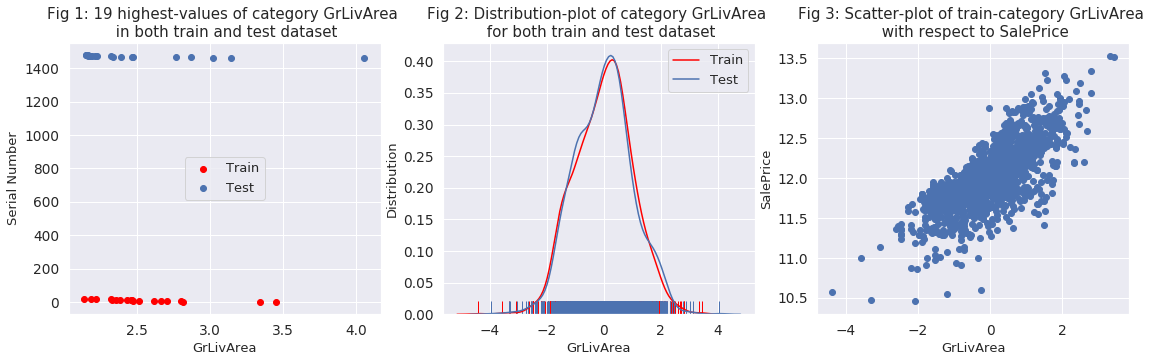 Fig 1: 19 highest-values of category GrLivArea
in both train and test dataset
1400
1200
1000
800
600
400
200
0
Serial Number
Train
Test
2.5
3.0
3.5
4.0
GrLivArea
Fig 2: Distribution-plot of category GrLivArea
for both train and test dataset
0.40
0.35
0.30
0.25
0.20
0.15
0.10
0.05
0.00
Distribution
Train
Test
−4
−2
0
2
4
GrLivArea
Fig 3: Scatter-plot of train-category GrLivArea
with respect to SalePrice
13.5
13.0
12.5
12.0
11.5
11.0
10.5
SalePrice
−4
−2
0
2
GrLivArea